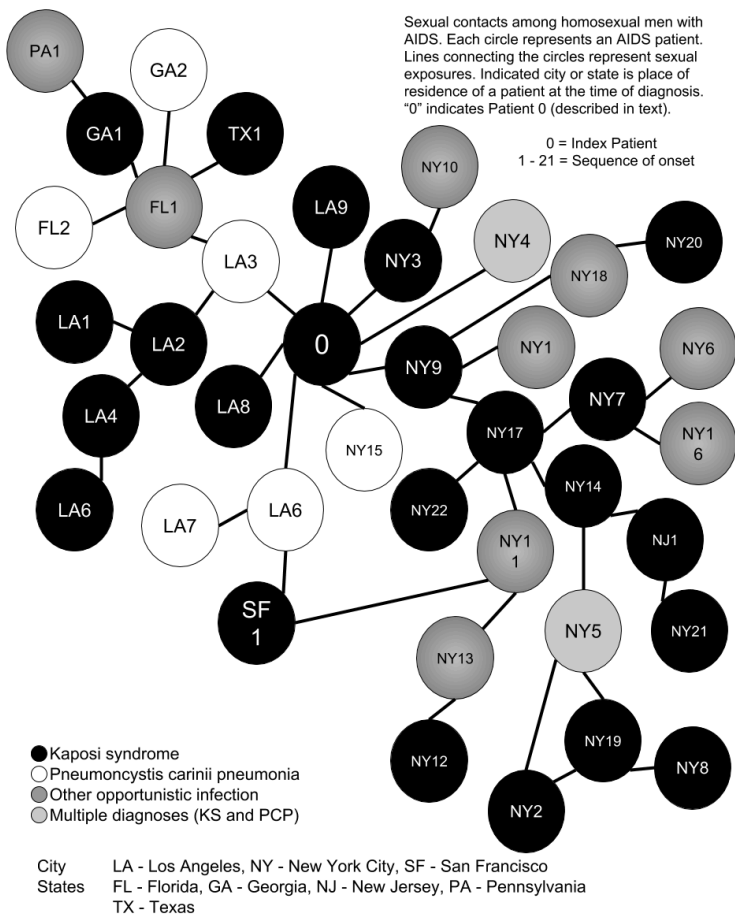 Sexual contacts among homosexual men with
AIDS. Each circle represents an AIDS patient.
Lines connecting the circles represent sexual
exposures. Indicated city or state is place of
residence of a patient at the time of diagnosis.
“0” indicates Patient 0 (described in text).
0 = Index Patient
1 - 21 = Sequence of onset
PA1
GA2
GA1
TX1
NY10
FL1
LA9
FL2
NY4
NY3
LA3
NY20
NY18
LA1
LA2
0
NY1
NY6
NY9
NY7
LA4
LA8
NY17
NY1
6
NY15
NY14
LA6
LA6
NY22
LA7
NY1
1
NJ1
SF
1
NY5
NY21
NY13
NY12
NY19
NY8
NY2
Kaposi syndrome
Pneumoncystis carinii pneumonia
Other opportunistic infection
Multiple diagnoses (KS and PCP)
City LA - Los Angeles, NY - New York City, SF - San Francisco
States FL - Florida, GA - Georgia, NJ - New Jersey, PA - Pennsylvania
TX - Texas